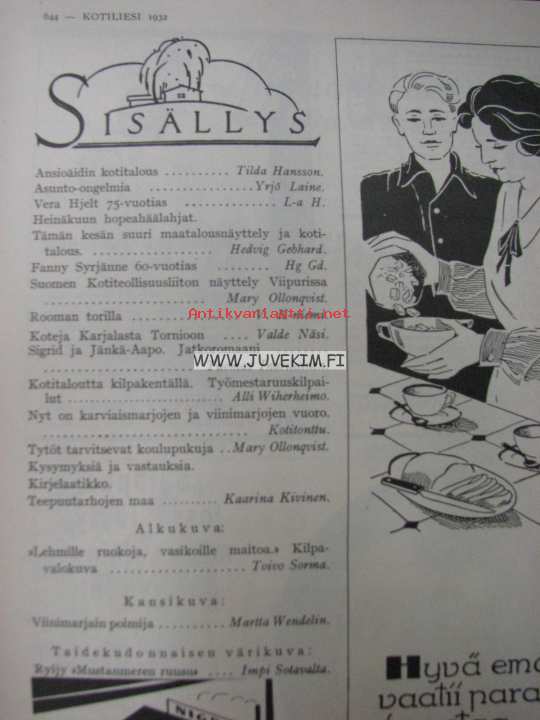 644 — KOTILIESI 1932
SISÄLLYS
Ansioäidin kotitalous .......... Tilda Hansson.
Asunto-ongelmia .......... Yrjö Laine.
Vera Hjelt 75-vuotias .......... L-a H.
Heinäkuun hopeahäälahjat.
Tämän kesän suuri maatalousnäyttely ja koti-
talous. .......... Hedvig Gebhard.
Fanny Syrjänne 60-vuotias ........ Hg Gd.
Suomen Kotiteollisuusliiton näyttely Viipurissa
.......... Mary Ollonqvist.
Rooman torilla ..........
Antikvariaatti.net
Koteja Karjalasta Tornioon .... Valde Näsi.
Sigrid ja Jänkä-Aapo. Jatkoromaani
WWW.JUVEKIM.FI
Kotitaloutta kilpakentällä. Työmestaruuskilpai-
lut .......... Alli Wiherheimo.
Nyt on karviaismarjojen ja viinimarjojen vuoro.
.......... Kotitonttu.
Tytöt tarvitsevat koulupukuja .. Mary Ollonqvist.
Kysymyksiä ja vastauksia.
Kirjelaatikko.
Teepuutarhojen maa .......... Kaarina Kivinen.
Alkukuva:
»Lehmille ruokoja, vasikoille maitoa.» Kilpa-
valokuva .......... Toivo Sorma.
Kansikuva:
Viinimarjain poimija .......... Martta Wendelin.
Taidekudonnaisen värikuva:
Ryijy »Mustanmeren ruusu» .... Impi Sotavalta.
Hyvä emä
vaatii para